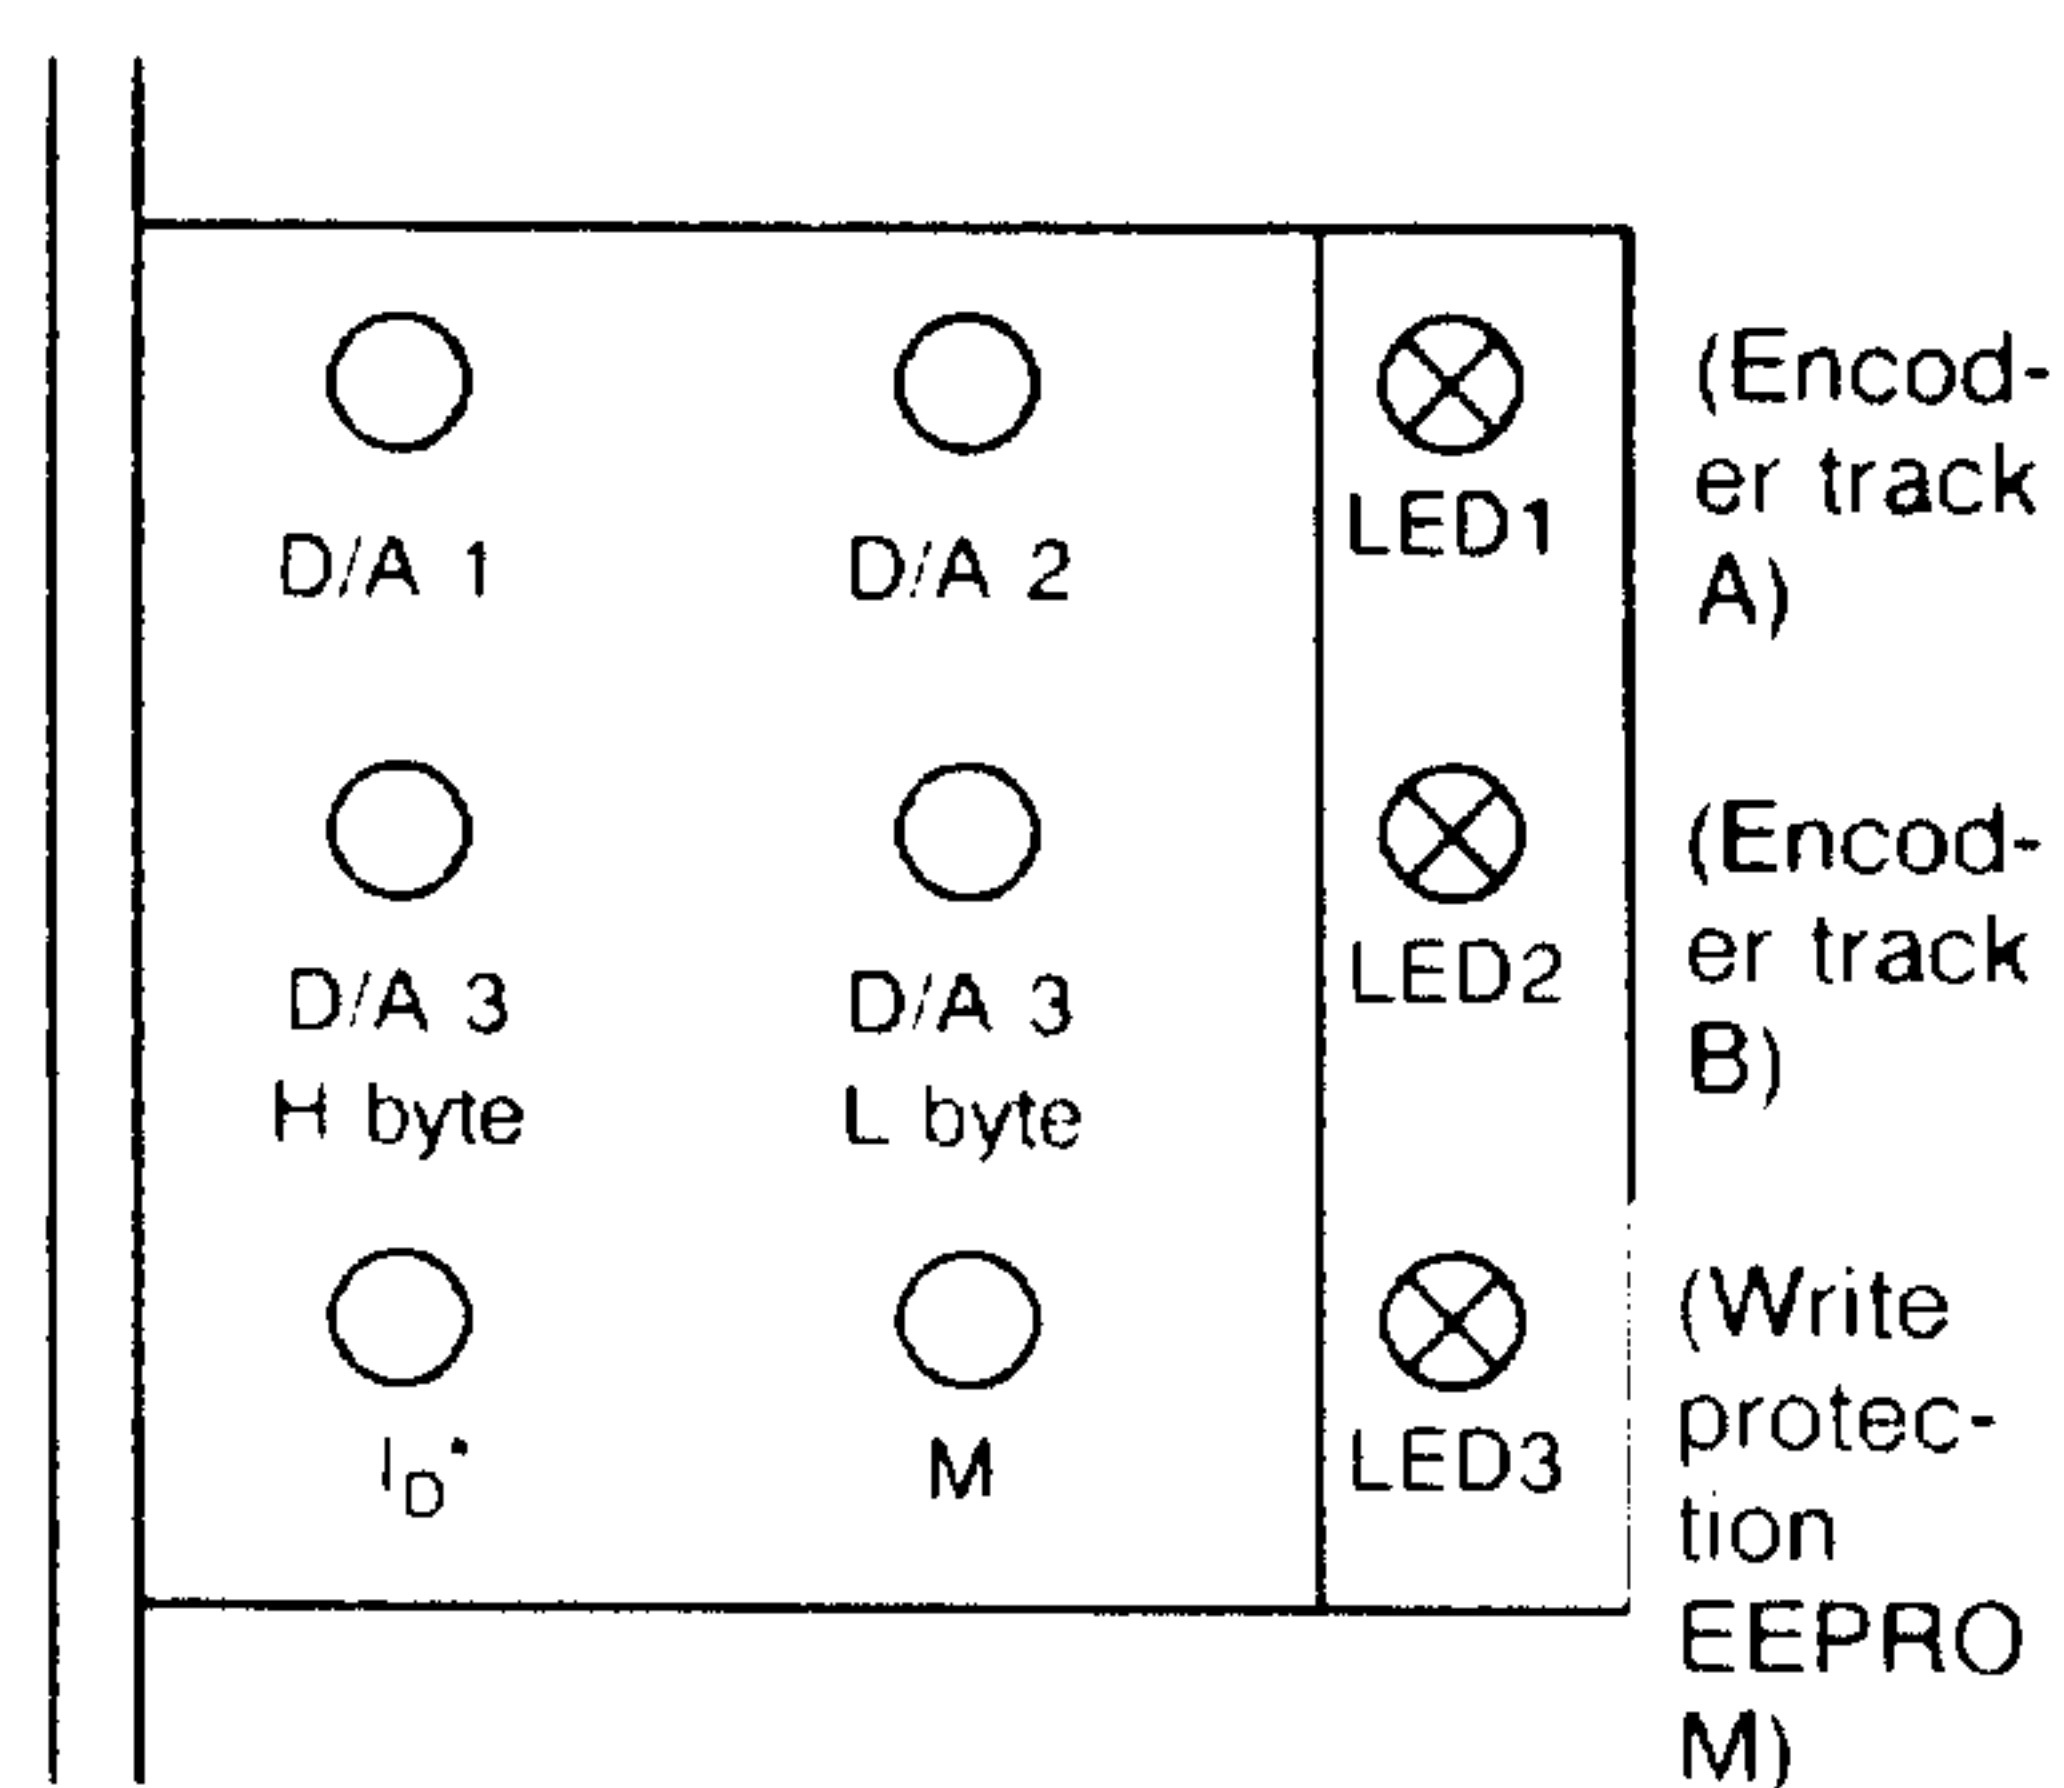 D/A 1
D/A 2
LED1
(Encod-
er track
A)
D/A 3
H byte
D/A 3
L byte
LED2
(Encod-
er track
B)
I_D*
M
LED3
(Write
protec-
tion
EEPRO
M)